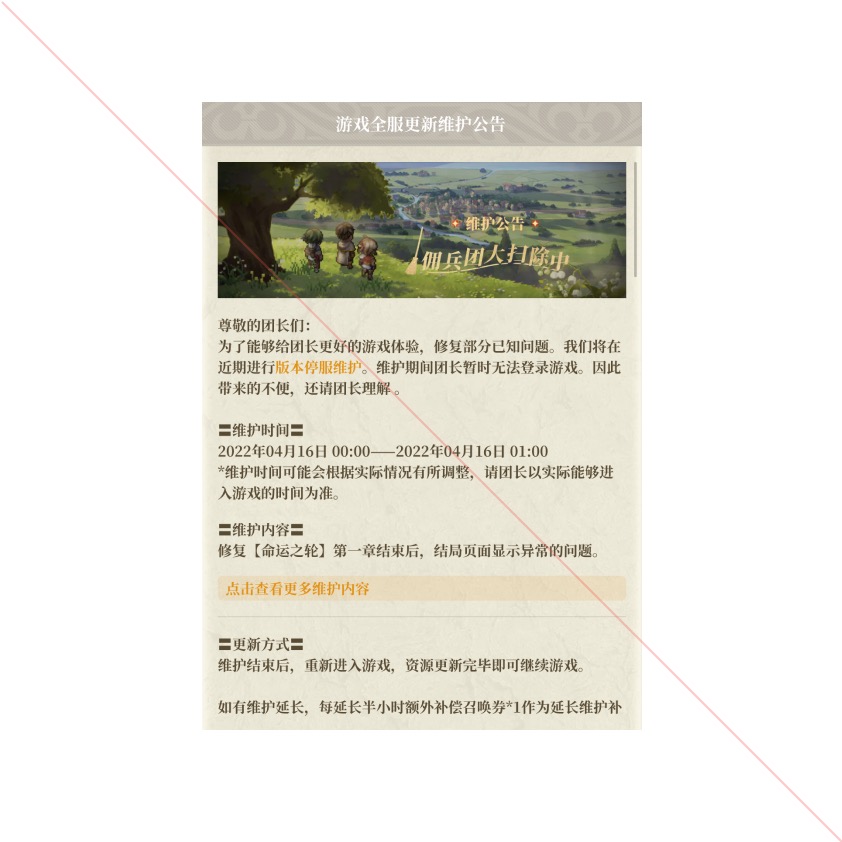 游戏全服更新维护公告
维护公告
佣兵团大扫除中
尊敬的团长们：
为了能够给团长更好的游戏体验，修复部分已知问题。我们将在
近期进行版本停服维护。维护期间团长暂时无法登录游戏。因此
带来的不便，还请团长理解 。
〓维护时间〓
2022年04月16日 00:00——2022年04月16日 01:00
*维护时间可能会根据实际情况有所调整，请团长以实际能够进
入游戏的时间为准。
〓维护内容〓
修复【命运之轮】第一章结束后，结局页面显示异常的问题。
点击查看更多维护内容
〓更新方式〓
维护结束后，重新进入游戏，资源更新完毕即可继续游戏。
如有维护延长，每延长半小时额外补偿召唤券*1作为延长维护补